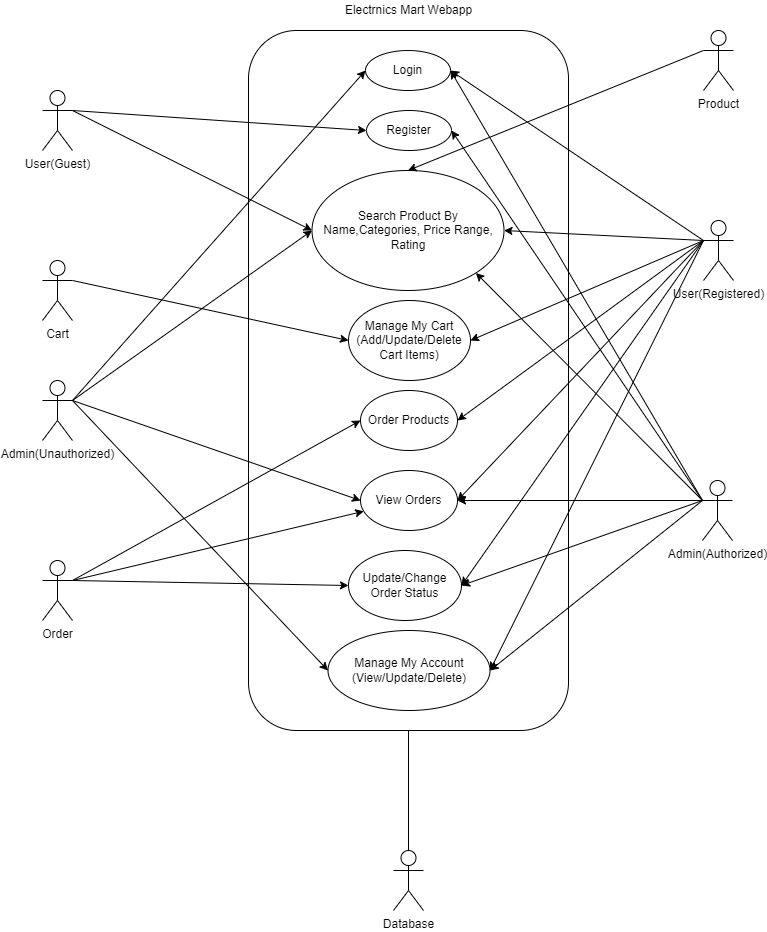 Electrnics Mart Webapp
Login
Product
Register
User(Guest)
Search Product By
Name,Categories, Price Range,
Rating
User(Registered)
Cart
Manage My Cart
(Add/Update/Delete
Cart Items)
Order Products
Admin(Unauthorized)
View Orders
Admin(Authorized)
Update/Change
Order Status
Order
Manage My Account
(View/Update/Delete)
Database